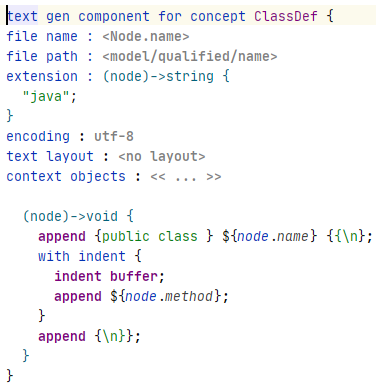 text gen component for concept ClassDef {
file name : <Node.name>
file path : <model/qualified/name>
extension : (node)->string {
"java";
}
encoding : utf-8
text layout : <no layout>
context objects : << ... >>
(node)->void {
append {public class } ${node.name} {{\n};
with indent {
indent buffer;
append ${node.method};
}
append {\n}};
}
}